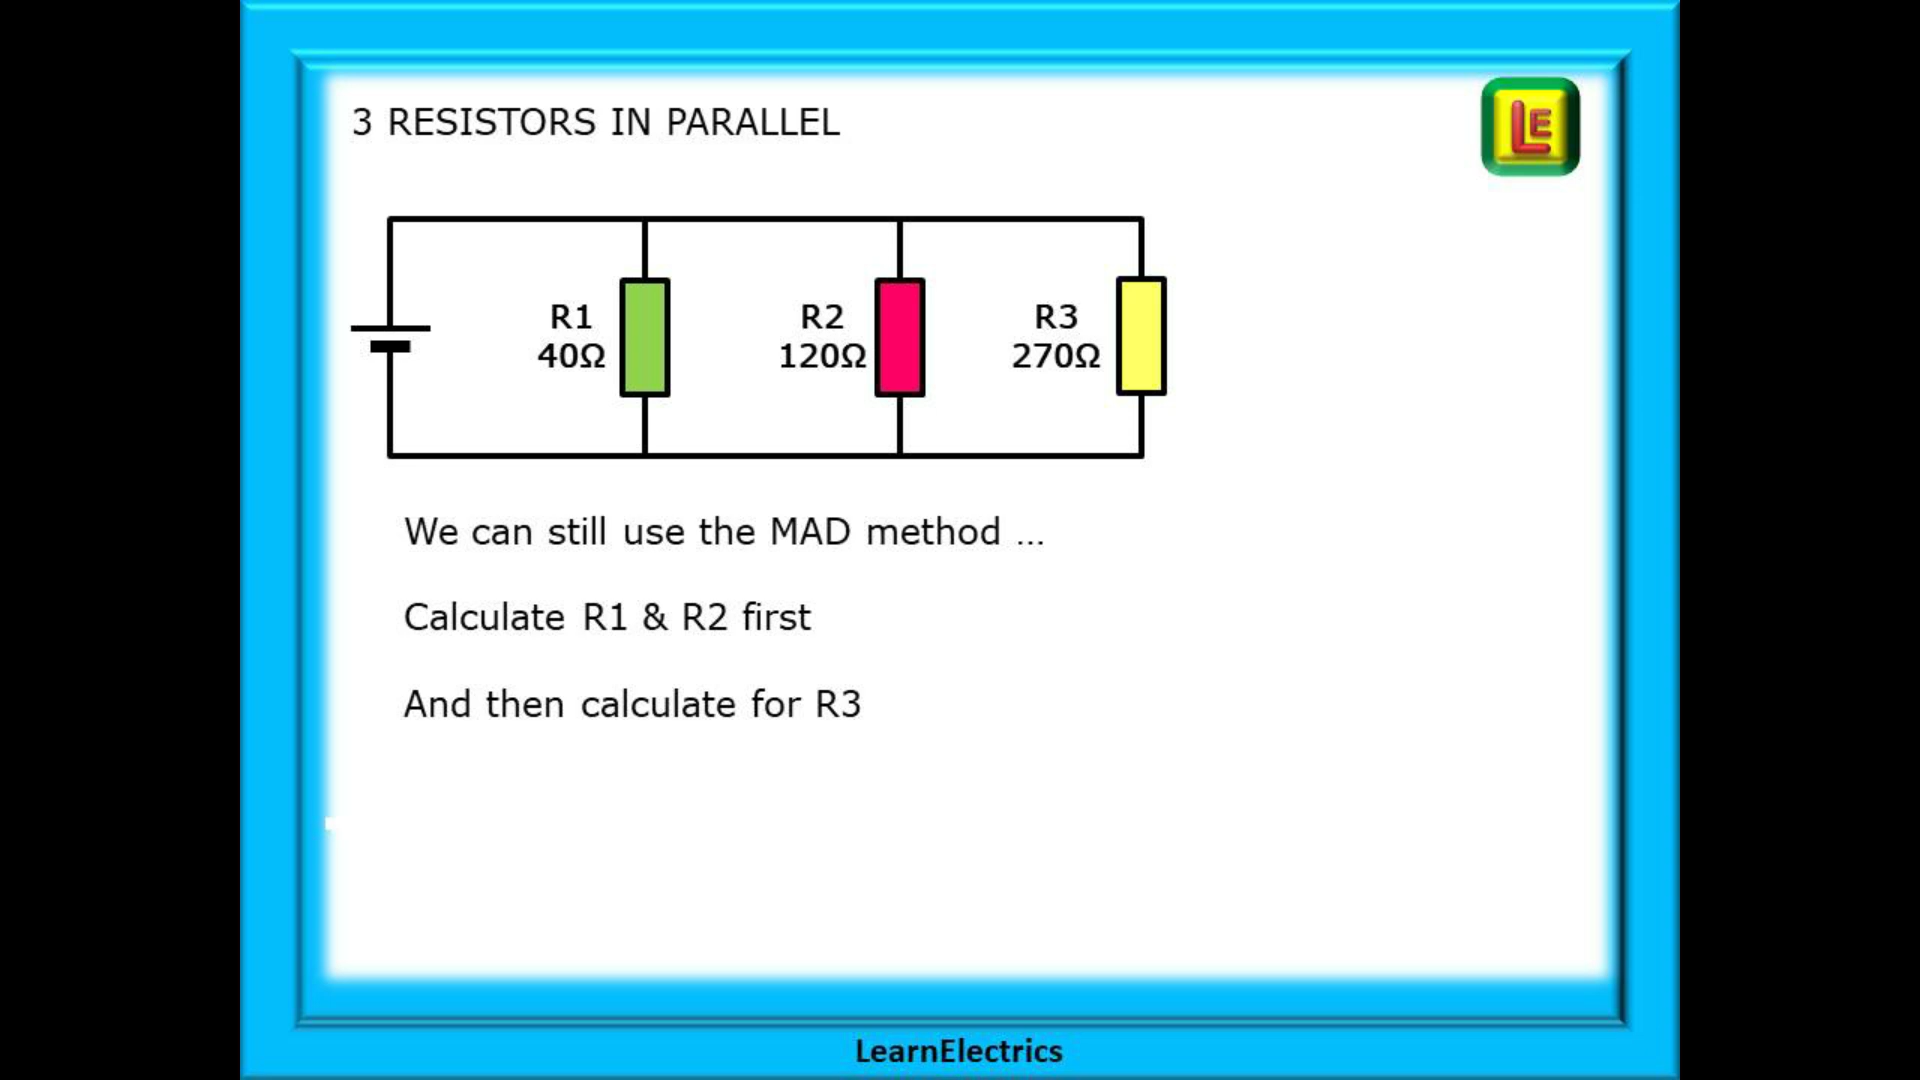 3 RESISTORS IN PARALLEL
LE
R1
40Ω
R2
120Ω
R3
270Ω
We can still use the MAD method ...
Calculate R1 & R2 first
And then calculate for R3
LearnElectrics